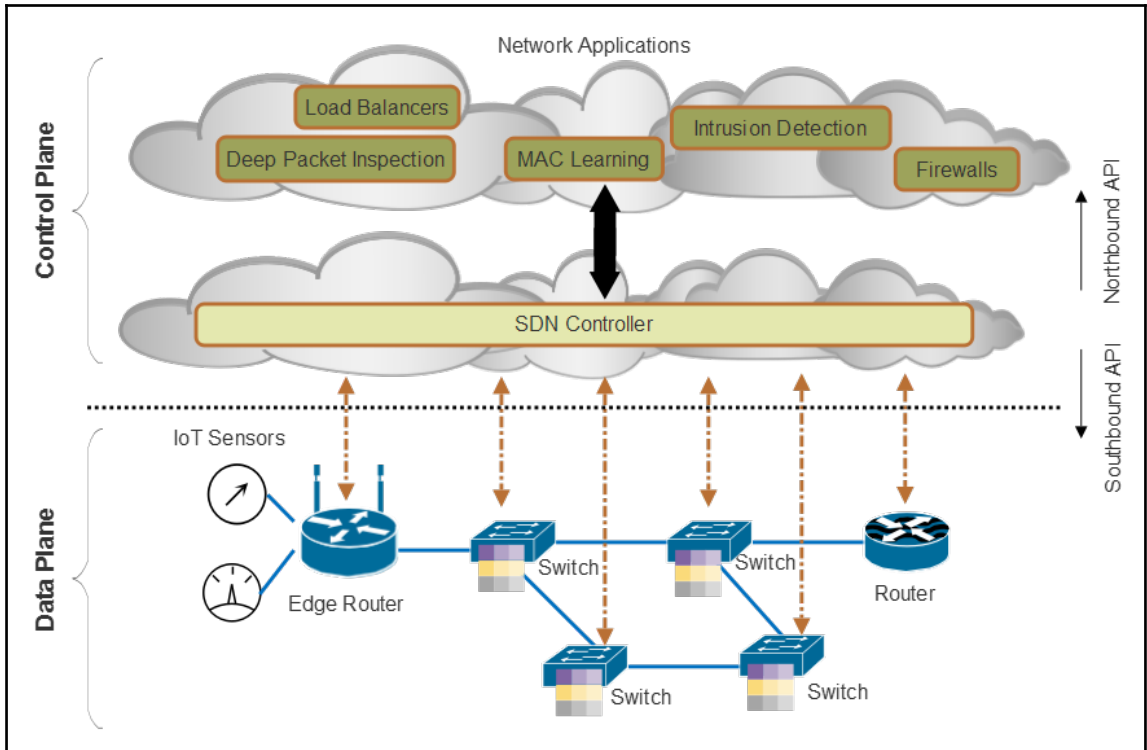 Network Applications
Load Balancers
Intrusion Detection
Deep Packet Inspection
MAC Learning
Firewalls
Control Plane
Northbound API
SDN Controller
Southbound API
IoT Sensors
Data Plane
Switch
Switch
Edge Router
Router
Switch
Switch